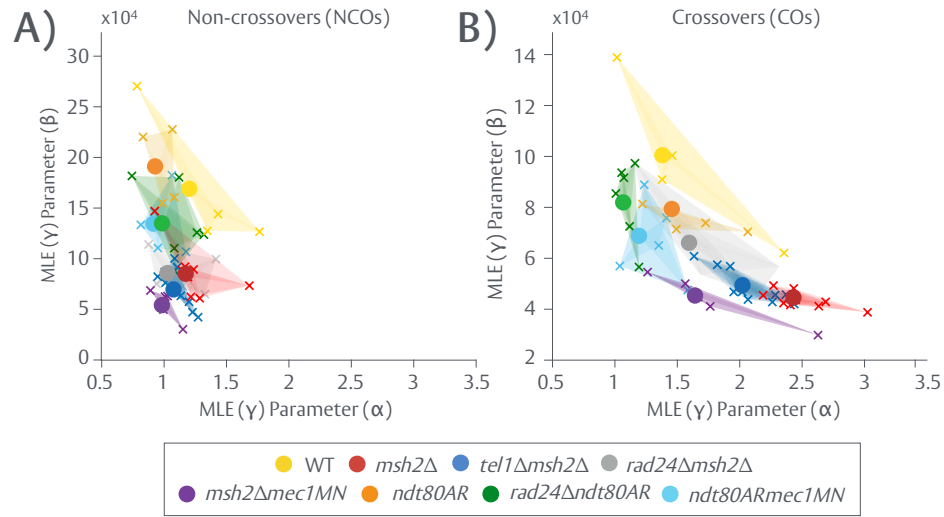 A)
Non-crossovers (NCOs)
x10⁴
MLE (γ) Parameter (β)
30
25
20
15
10
5
0
0.5
1
1.5
2
2.5
3
3.5
MLE (γ) Parameter (α)
B)
Crossovers (COs)
x10⁴
MLE (γ) Parameter (β)
14
12
10
8
6
4
2
0.5
1
1.5
2
2.5
3
3.5
MLE (γ) Parameter (α)
WT msh2Δ tel1Δmsh2Δ rad24Δmsh2Δ
msh2Δmec1MN ndt80AR rad24Δndt80AR ndt80ARmec1MN